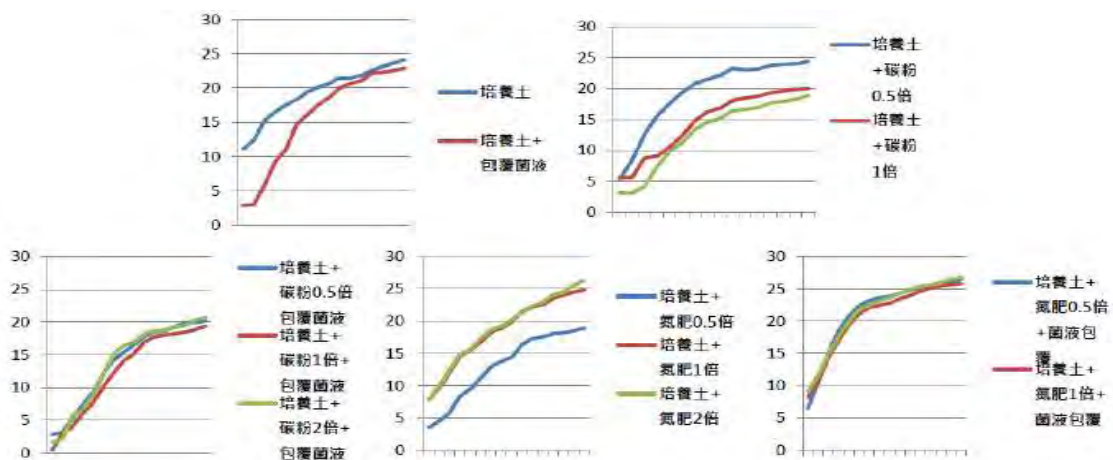 30
25
20
15
10
5
0
培養土
培養土+
包覆菌液
30
25
20
15
10
5
0
培養土
+碳粉
0.5倍
培養土
+碳粉
1倍
30
25
20
15
10
5
0
培養土+
碳粉0.5倍
包覆菌液
培養土+
碳粉1倍+
包覆菌液
培養土+
碳粉2倍+
包覆菌液
30
25
20
15
10
5
0
培養土+
氮肥0.5倍
培養土+
氮肥1倍
培養土+
氮肥2倍
30
25
20
15
10
5
0
培養土+
氮肥0.5倍
+菌液包
覆
培養土+
氮肥1倍+
菌液包覆